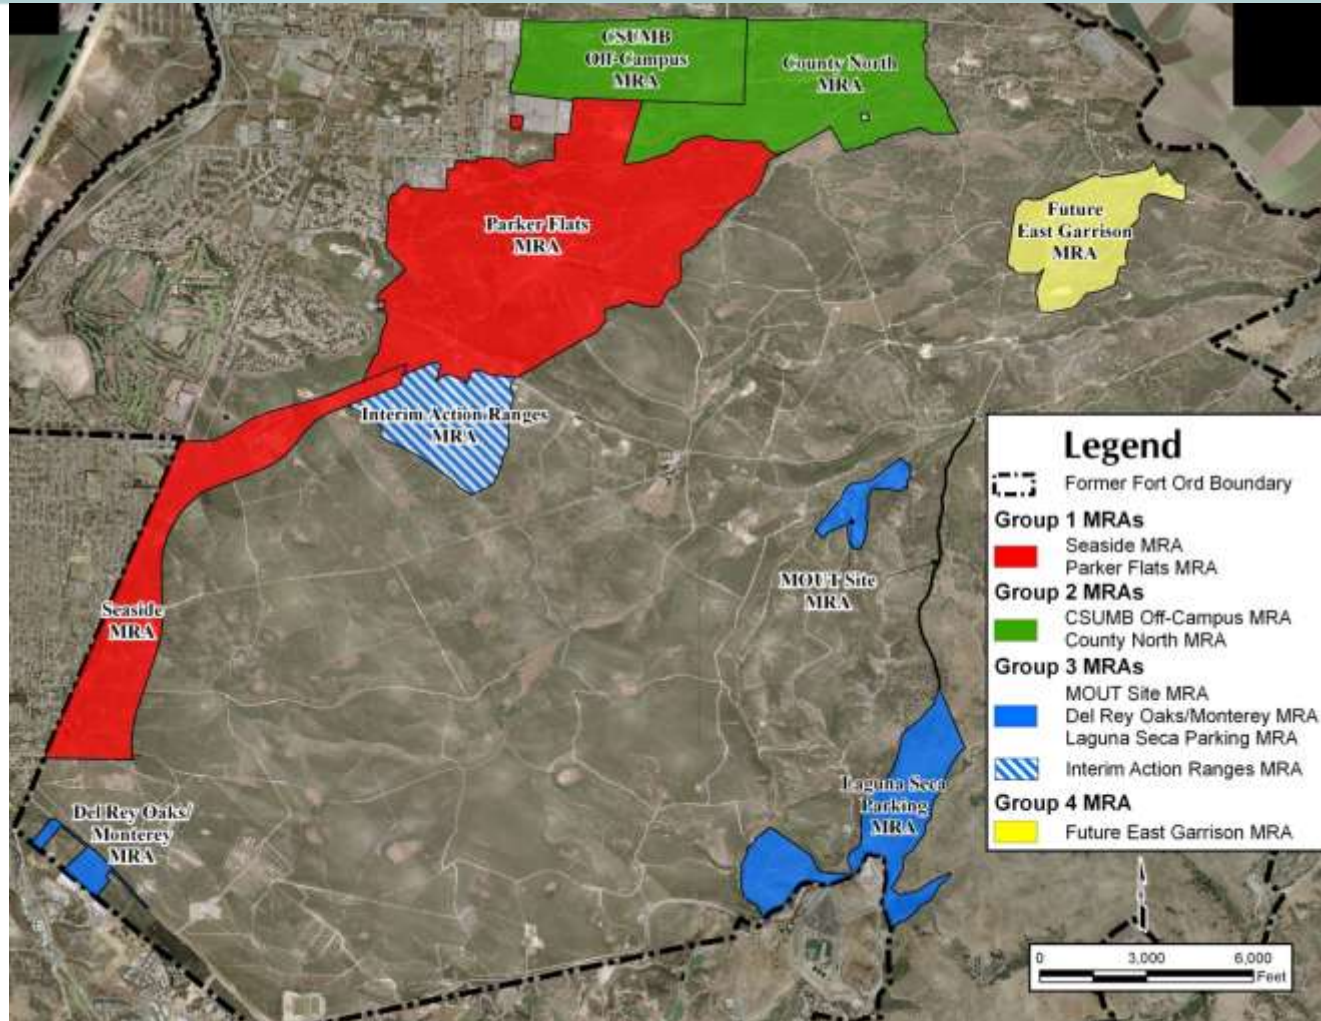 CSUMB
Off-Campus
MRA
County North
MRA
Parker Flats
MRA
Future
East Garrison
MRA
Interim Action Ranges
MRA
MOUT Site
MRA
Seaside
MRA
Laguna Seca
Parking
MRA
Del Rey Oaks/
Monterey
MRA
Legend
Former Fort Ord Boundary
Group 1 MRAs
Seaside MRA
Parker Flats MRA
Group 2 MRAs
CSUMB Off-Campus MRA
County North MRA
Group 3 MRAs
MOUT Site MRA
Del Rey Oaks/Monterey MRA
Laguna Seca Parking MRA
Interim Action Ranges MRA
Group 4 MRA
Future East Garrison MRA
0 3,000 6,000
Feet